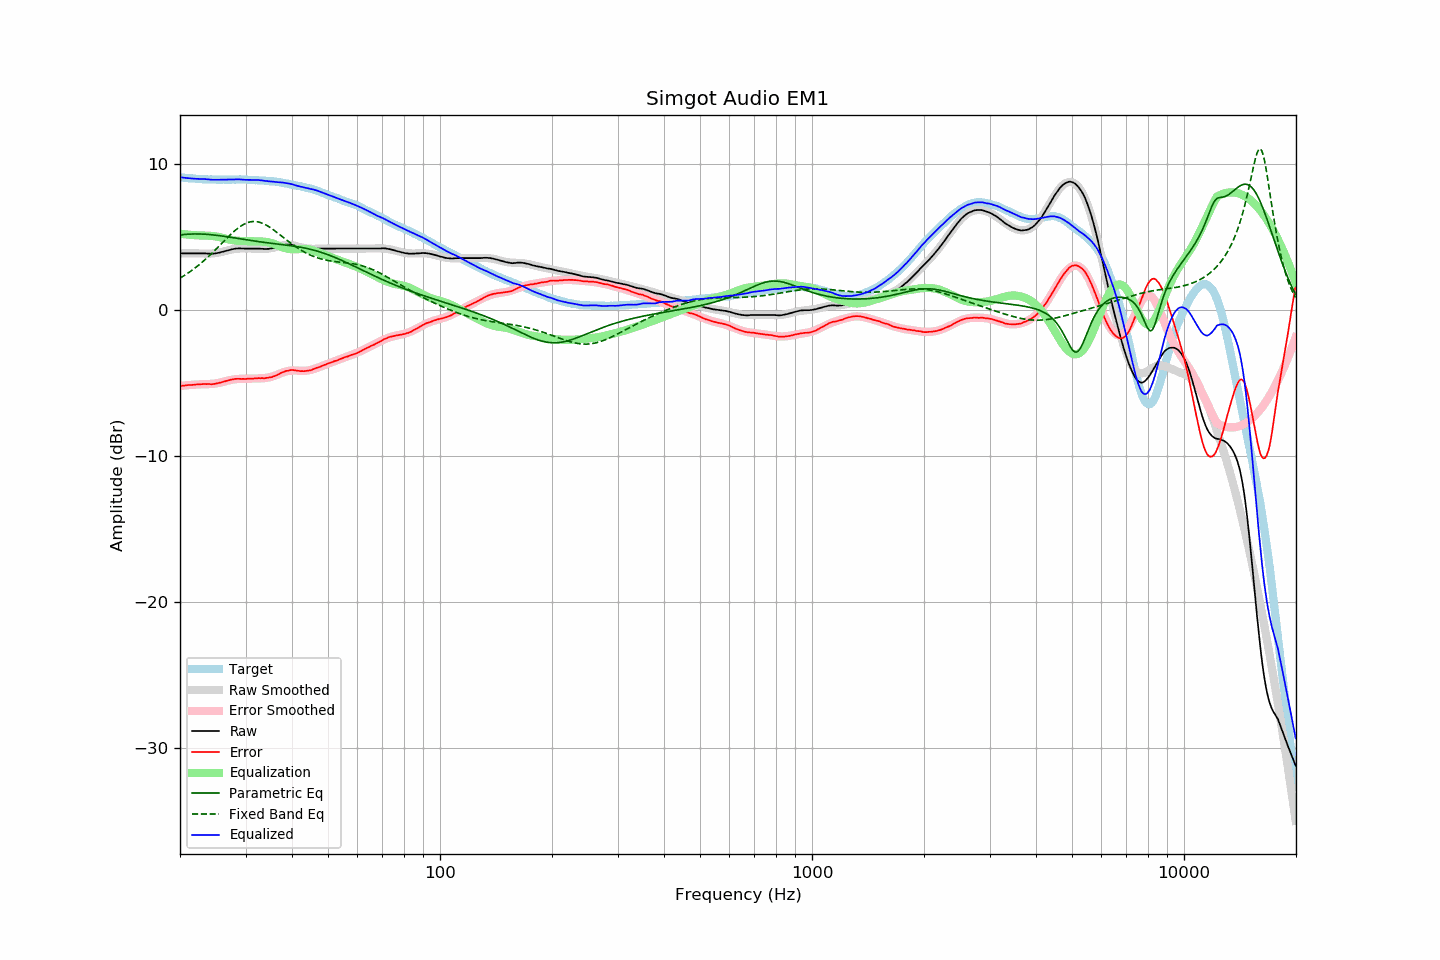 Simgot Audio EM1
Amplitude (dBr)
10
0
−10
−20
−30
Target
Raw Smoothed
Error Smoothed
Raw
Error
Equalization
Parametric Eq
Fixed Band Eq
Equalized
100
1000
10000
Frequency (Hz)